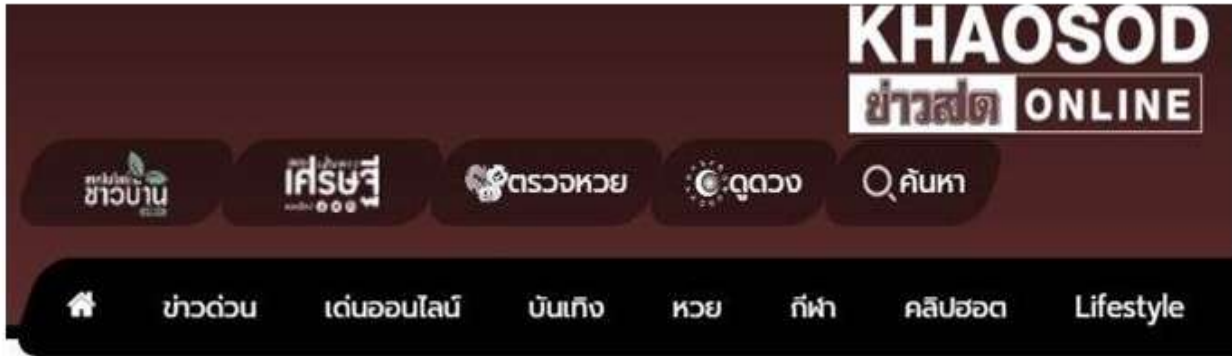 KHAOSOD
ข่าวสด ONLINE
ชาวบ้าน เศรษฐี ตรวจหวย ดูดวง ค้นหา
ข่าวด่วน เด่นออนไลน์ บันเทิง หวย กีฬา คลิปฮอต Lifestyle